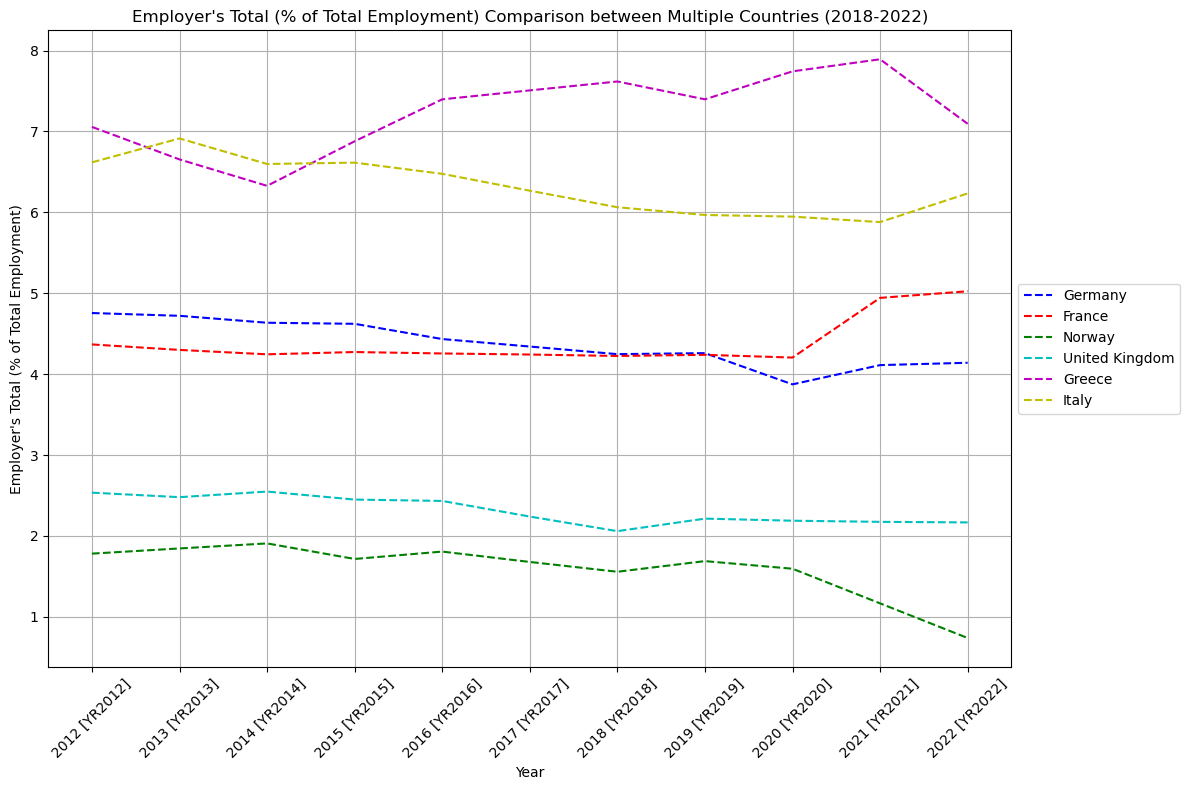 Employer's Total (% of Total Employment) Comparison between Multiple Countries (2018-2022)
Employer's Total (% of Total Employment)
8
7
6
5
4
3
2
1
2012 [YR2012]
2013 [YR2013]
2014 [YR2014]
2015 [YR2015]
2016 [YR2016]
2017 [YR2017]
2018 [YR2018]
2019 [YR2019]
2020 [YR2020]
2021 [YR2021]
2022 [YR2022]
Year
Germany
France
Norway
United Kingdom
Greece
Italy